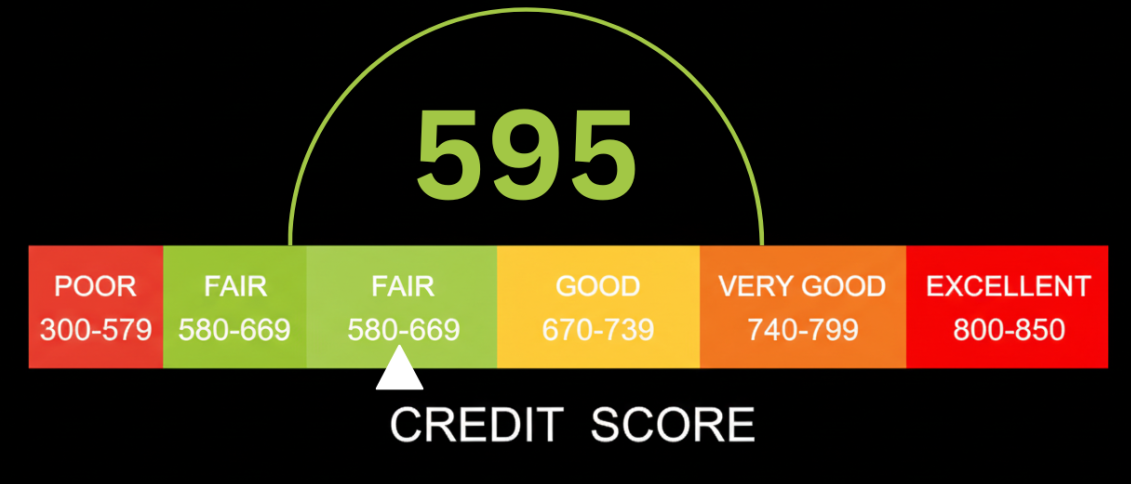 595
POOR FAIR FAIR GOOD VERY GOOD EXCELLENT
300-579 580-669 580-669 670-739 740-799 800-850
CREDIT SCORE